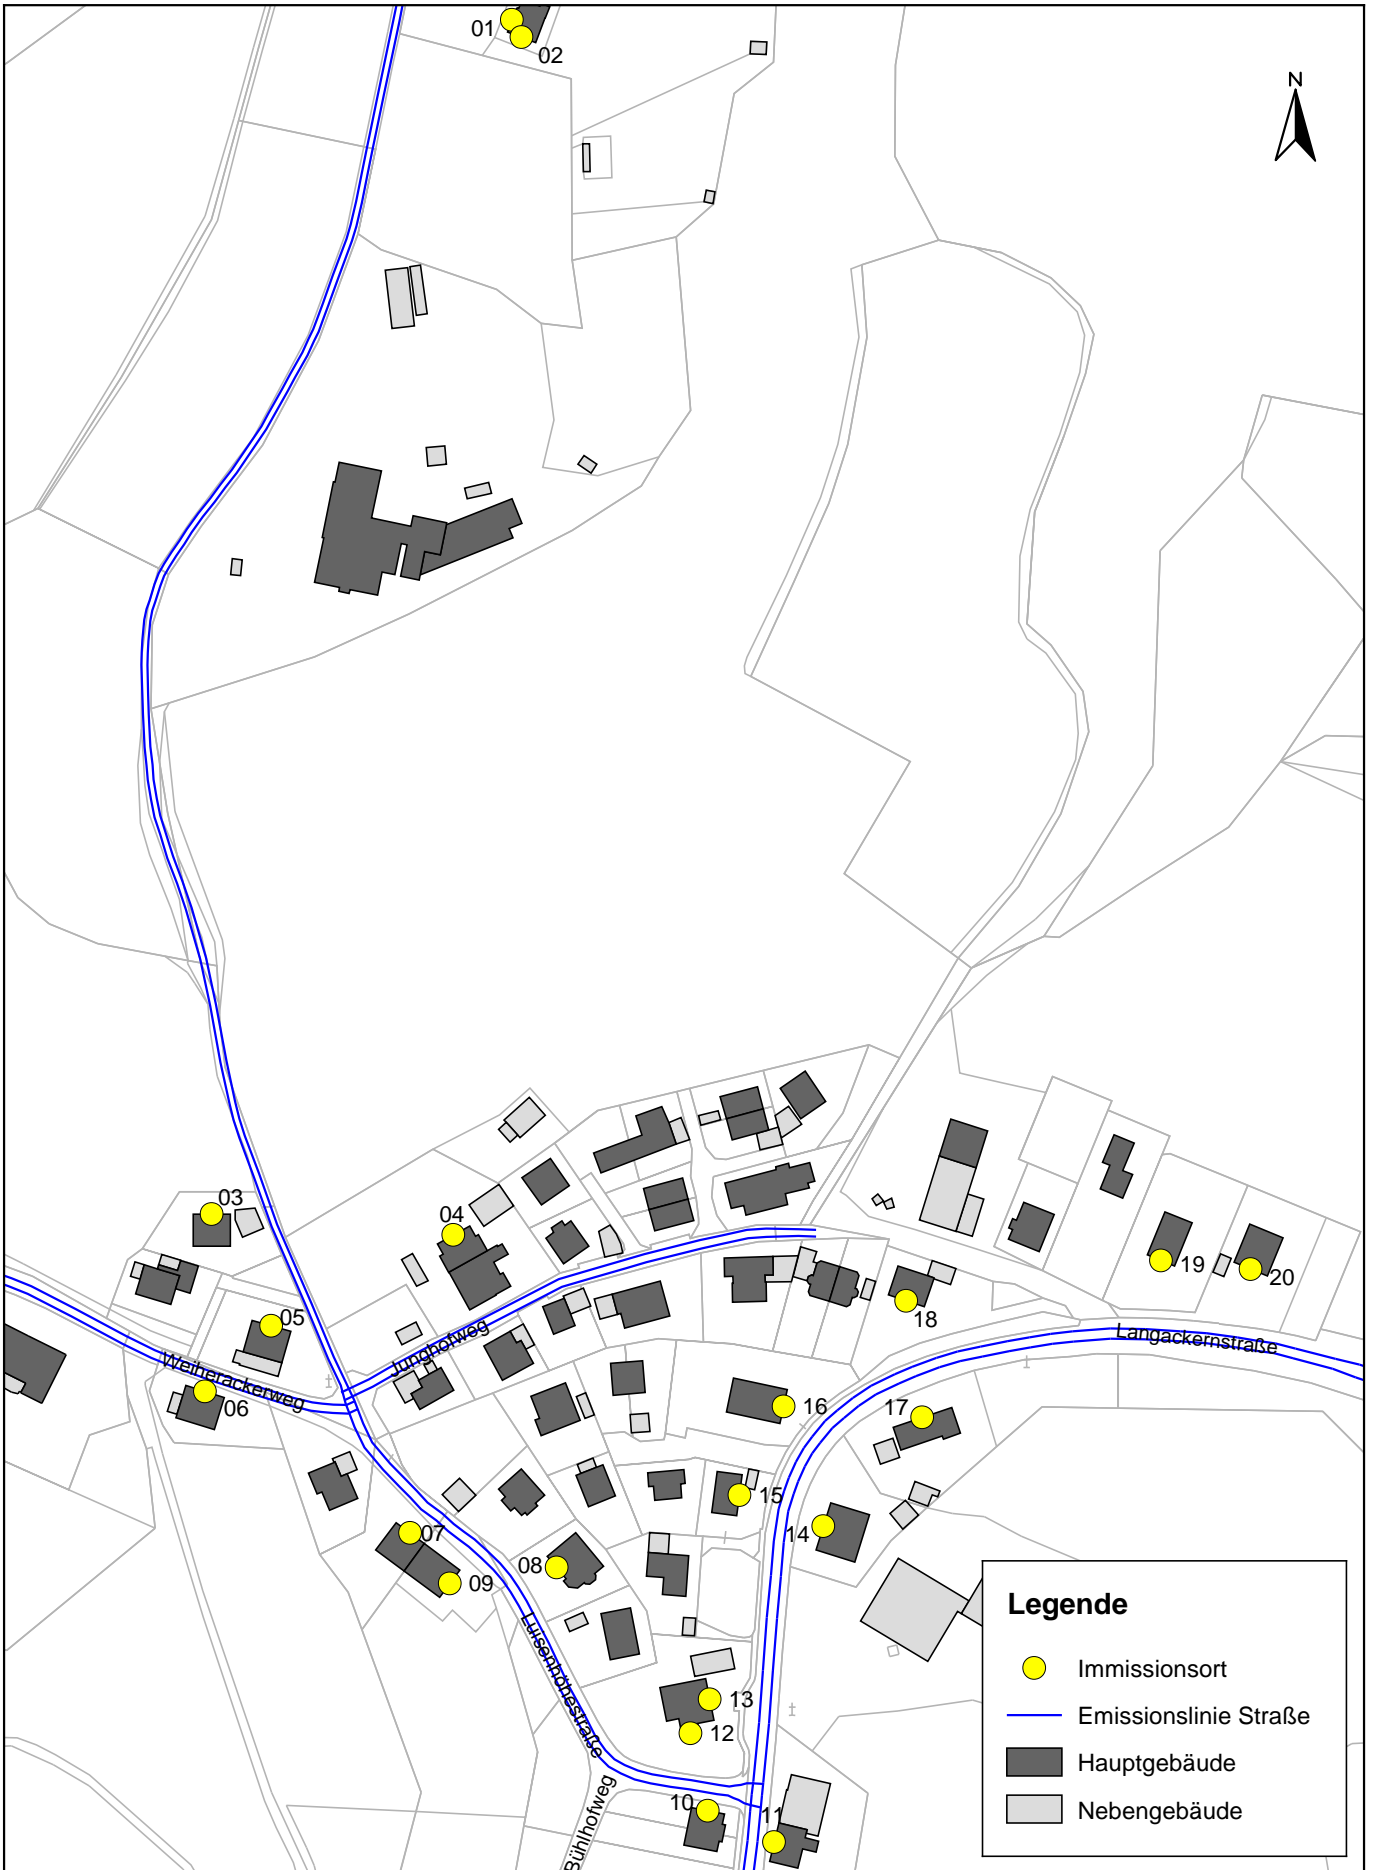 01
02
N
03
04
05
06
Weiherackerweg
Junghofweg
Langackernstraße
19
20
18
16
17
15
14
07
08
09
Luisenhöhestraße
13
12
10
11
Bühlhofweg
Legende
Immissionsort
Emissionslinie Straße
Hauptgebäude
Nebengebäude